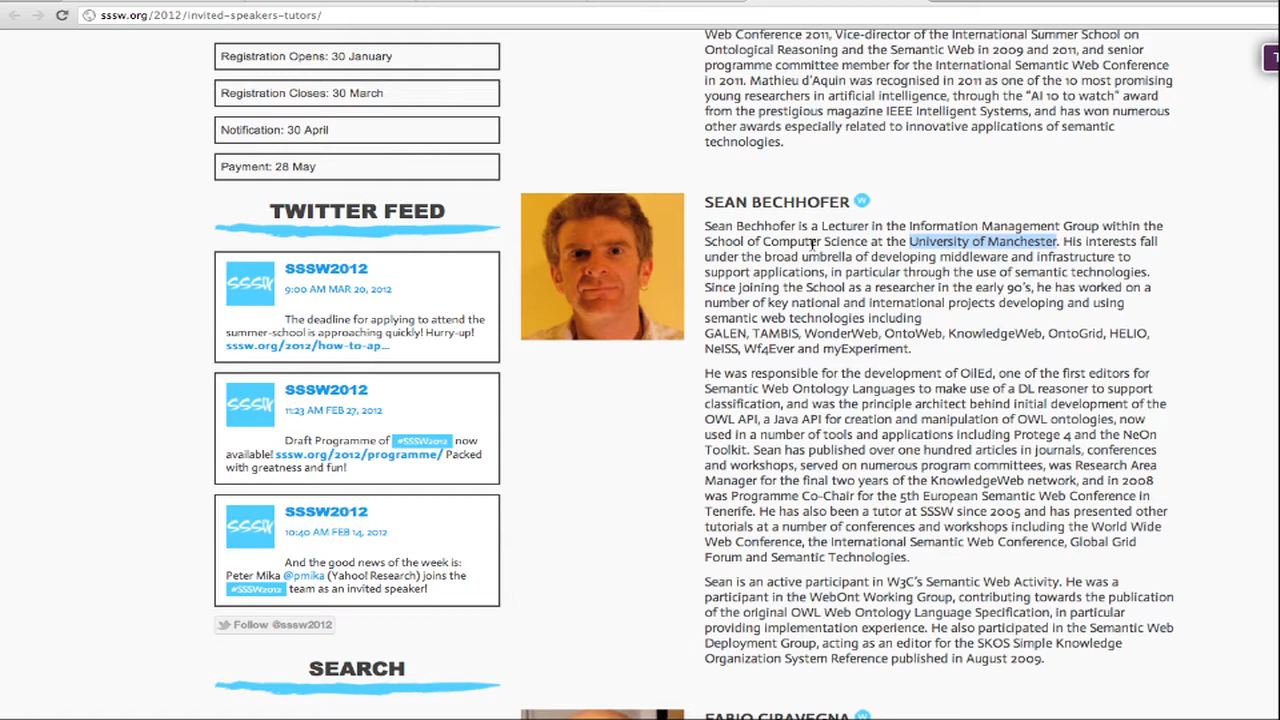 sssw.org/2012/invited-speakers-tutors/
Registration Opens: 30 January
Registration Closes: 30 March
Notification: 30 April
Payment: 28 May
TWITTER FEED
SSSW2012
9:00 AM MAR 20, 2012
The deadline for applying to attend the
summer-school is approaching quickly! Hurry-up!
sssw.org/2012/how-to-ap...
SSSW2012
11:23 AM FEB 27, 2012
Draft Programme of #SSSW2012 now
available! sssw.org/2012/programme/ Packed
with greatness and fun!
SSSW2012
10:40 AM FEB 14, 2012
And the good news of the week is:
Peter Mika @pmika (Yahoo! Research) joins the
#SSSW2012 team as an invited speaker!
Follow @sssw2012
SEARCH
Web Conference 2011, Vice-director of the International Summer School on
Ontological Reasoning and the Semantic Web in 2009 and 2011, and senior
programme committee member for the International Semantic Web Conference
in 2011. Mathieu d'Aquin was recognised in 2011 as one of the 10 most promising
young researchers in artificial intelligence, through the “AI 10 to watch” award
from the prestigious magazine IEEE Intelligent Systems, and has won numerous
other awards especially related to innovative applications of semantic
technologies.
SEAN BECHHOFER W
Sean Bechhofer is a Lecturer in the Information Management Group within the
School of Computer Science at the University of Manchester. His interests fall
under the broad umbrella of developing middleware and infrastructure to
support applications, in particular through the use of semantic technologies.
Since joining the School as a researcher in the early 90's, he has worked on a
number of key national and international projects developing and using
semantic web technologies including
GALEN, TAMBIS, WonderWeb, OntoWeb, KnowledgeWeb, OntoGrid, HELIO,
NeISS, Wf4Ever and myExperiment.
He was responsible for the development of OilEd, one of the first editors for
Semantic Web Ontology Languages to make use of a DL reasoner to support
classification, and was the principle architect behind initial development of the
OWL API, a Java API for creation and manipulation of OWL ontologies, now
used in a number of tools and applications including Protege 4 and the NeOn
Toolkit. Sean has published over one hundred articles in journals, conferences
and workshops, served on numerous program committees, was Research Area
Manager for the final two years of the KnowledgeWeb network, and in 2008
was Programme Co-Chair for the 5th European Semantic Web Conference in
Tenerife. He has also been a tutor at SSSW since 2005 and has presented other
tutorials at a number of conferences and workshops including the World Wide
Web Conference, the International Semantic Web Conference, Global Grid
Forum and Semantic Technologies.
Sean is an active participant in W3C's Semantic Web Activity. He was a
participant in the WebOnt Working Group, contributing towards the publication
of the original OWL Web Ontology Language Specification, in particular
providing implementation experience. He also participated in the Semantic Web
Deployment Group, acting as an editor for the SKOS Simple Knowledge
Organization System Reference published in August 2009.
FABIO CIRAVEGNA W